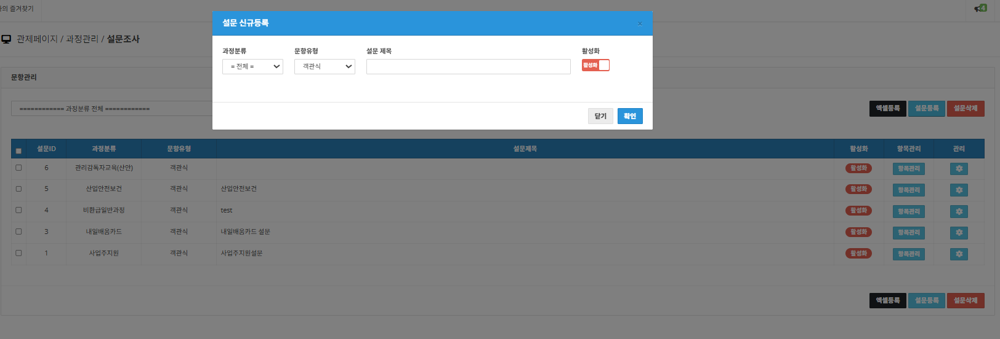 의 즐겨찾기
4
관제페이지 / 과정관리 / 설문조사
설문 신규등록 ×
과정분류 문항유형 설문 제목 활성화
= 전체 = 객관식 활성화
닫기 확인
문항관리
============ 과정분류 전체 ============
엑셀등록 설문등록 설문삭제
설문ID 과정분류 문항유형 설문제목 활성화 항목관리 관리
6 관리감독자교육(산안) 객관식 활성화 항목관리
5 산업안전보건 객관식 산업안전보건 활성화 항목관리
4 비환급일반과정 객관식 test 활성화 항목관리
3 내일배움카드 객관식 내일배움카드 설문 활성화 항목관리
1 사업주지원 객관식 사업주지원설문 활성화 항목관리
엑셀등록 설문등록 설문삭제